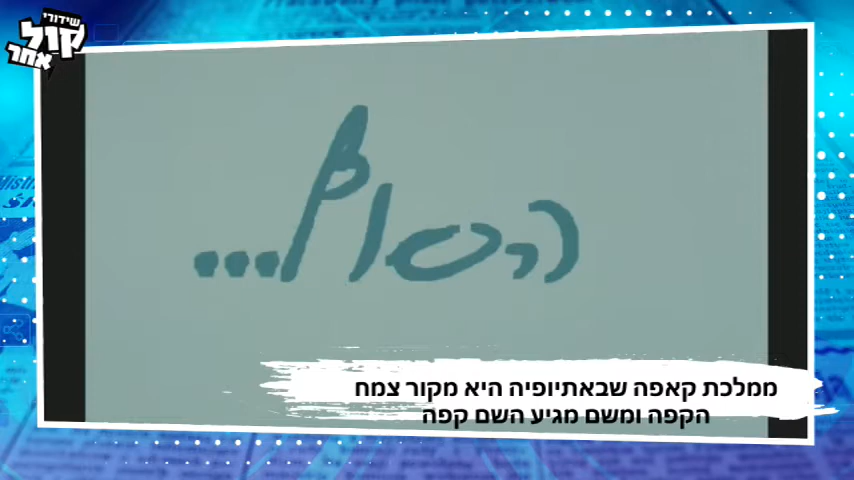 שידורי
קול
אחר
הסוף...
ממלכת קאפה שבאתיופיה היא מקור צמח
הקפה ומשם מגיע השם קפה